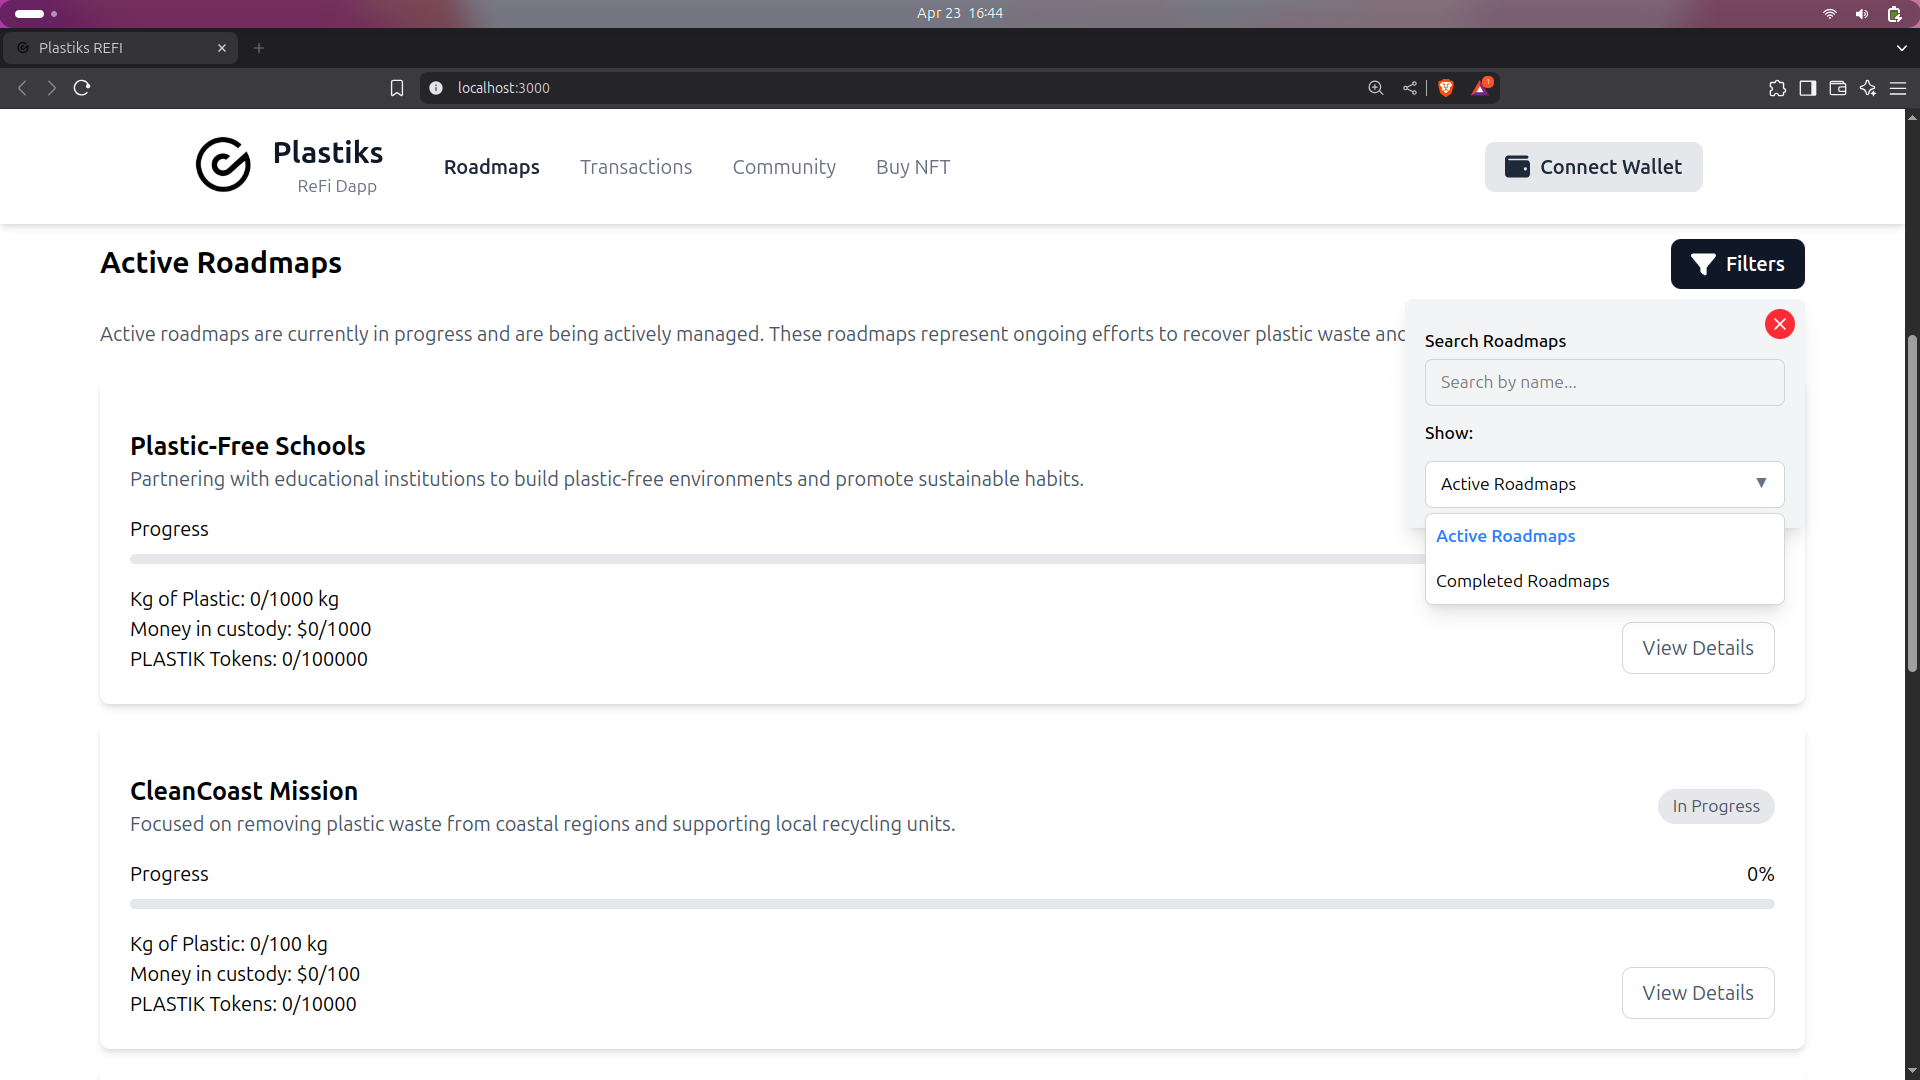 Apr 23 16:44
Plastiks REFI
localhost:3000
1
Plastiks
ReFi Dapp
Roadmaps
Transactions
Community
Buy NFT
Connect Wallet
Active Roadmaps
Filters
Active roadmaps are currently in progress and are being actively managed. These roadmaps represent ongoing efforts to recover plastic waste and
Search Roadmaps
Search by name...
Show:
Active Roadmaps
Active Roadmaps
Completed Roadmaps
Plastic-Free Schools
Partnering with educational institutions to build plastic-free environments and promote sustainable habits.
Progress
Kg of Plastic: 0/1000 kg
Money in custody: $0/1000
PLASTIK Tokens: 0/100000
View Details
CleanCoast Mission
Focused on removing plastic waste from coastal regions and supporting local recycling units.
In Progress
Progress
0%
Kg of Plastic: 0/100 kg
Money in custody: $0/100
PLASTIK Tokens: 0/10000
View Details